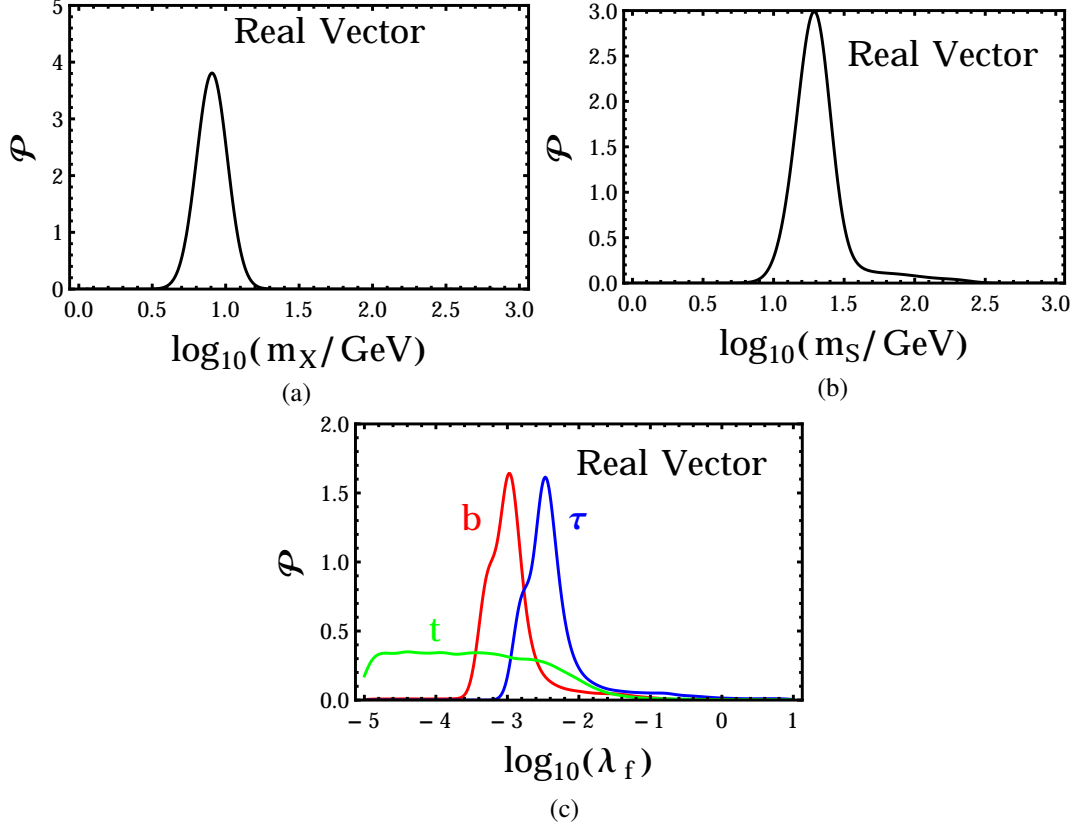 Real Vector
𝒫
5
4
3
2
1
0
0.0 0.5 1.0 1.5 2.0 2.5 3.0
log₁₀(m_X/GeV)
(a)
Real Vector
𝒫
3.0
2.5
2.0
1.5
1.0
0.5
0.0
0.0 0.5 1.0 1.5 2.0 2.5 3.0
log₁₀(m_S/GeV)
(b)
Real Vector
b
τ
t
𝒫
2.0
1.5
1.0
0.5
0.0
−5 −4 −3 −2 −1 0 1
log₁₀(λ_f)
(c)